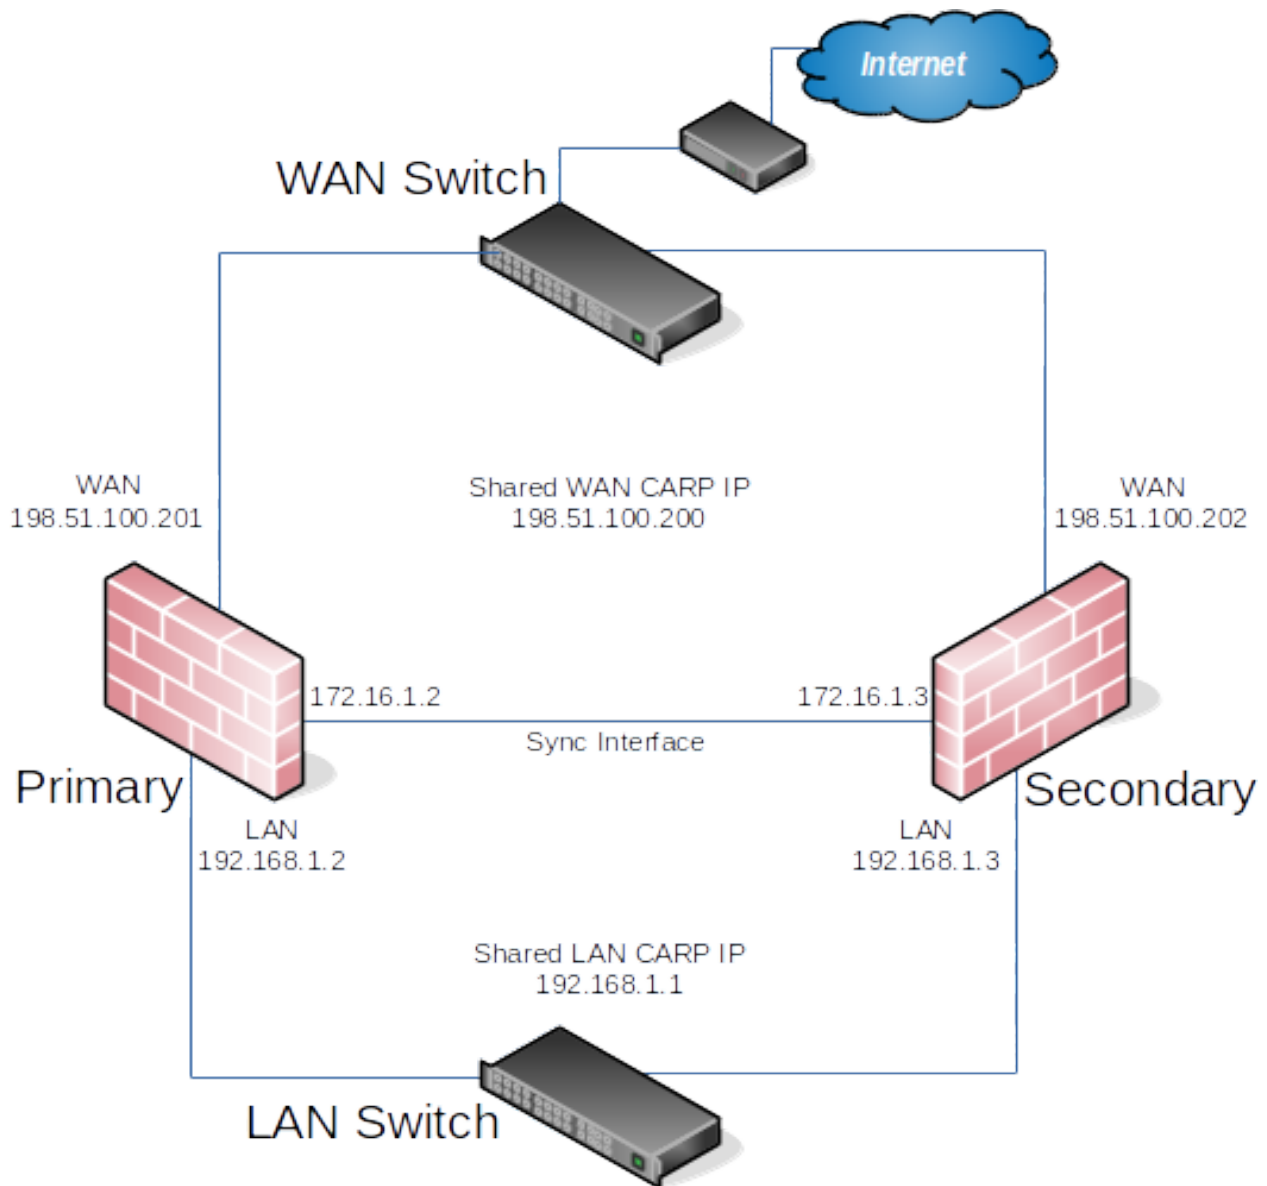 Internet
WAN Switch
WAN
198.51.100.201
Shared WAN CARP IP
198.51.100.200
WAN
198.51.100.202
172.16.1.2
172.16.1.3
Sync Interface
Primary
Secondary
LAN
192.168.1.2
LAN
192.168.1.3
Shared LAN CARP IP
192.168.1.1
LAN Switch